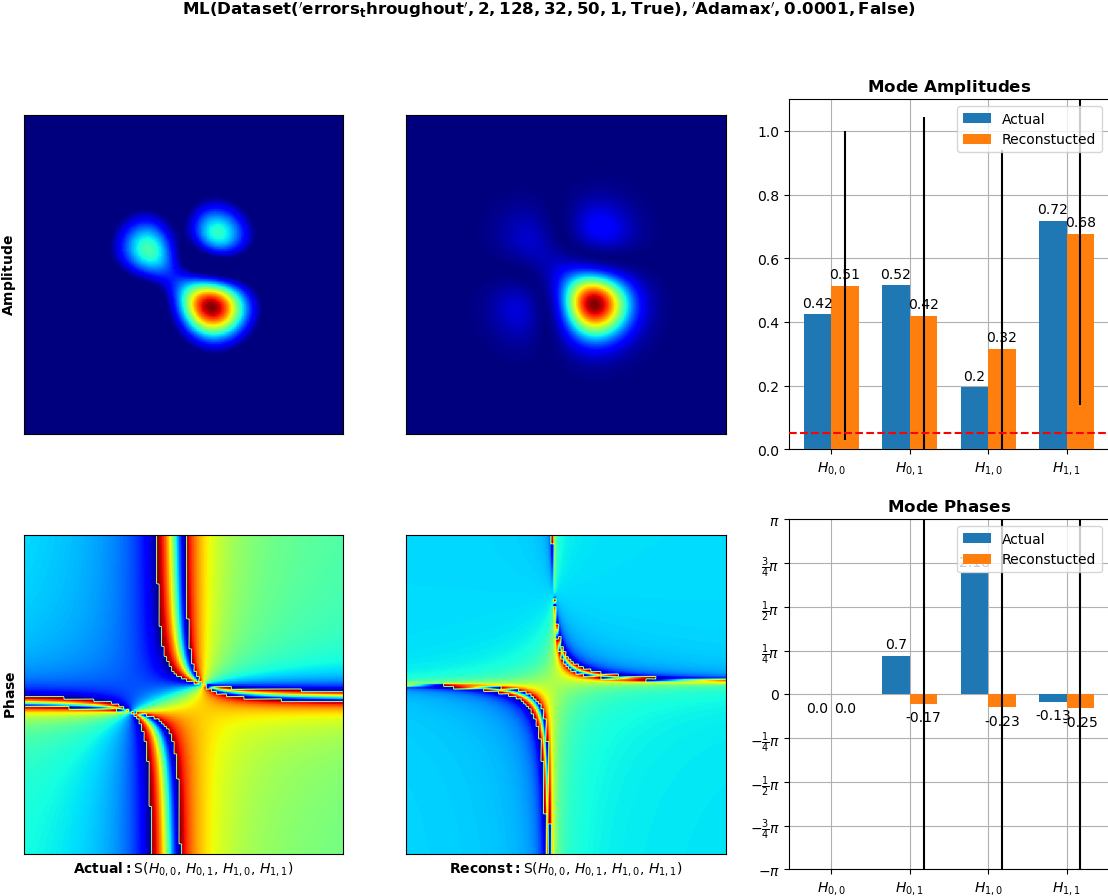 ML(Dataset('errors_throughout', 2, 128, 32, 50, 1, True), 'Adamax', 0.0001, False)
Amplitude
Mode Amplitudes
Actual
Reconstucted
1.0
0.8
0.6
0.4
0.2
0.0
0.42
0.51
0.52
0.42
0.2
0.32
0.72
0.68
H0,0
H0,1
H1,0
H1,1
Phase
Mode Phases
Actual
Reconstucted
π
3/4π
1/2π
1/4π
0
−1/4π
−1/2π
−3/4π
−π
0.0
0.0
0.7
-0.17
-0.23
-0.13
-0.25
H0,0
H0,1
H1,0
H1,1
Actual: S(H0,0, H0,1, H1,0, H1,1)
Reconst: S(H0,0, H0,1, H1,0, H1,1)